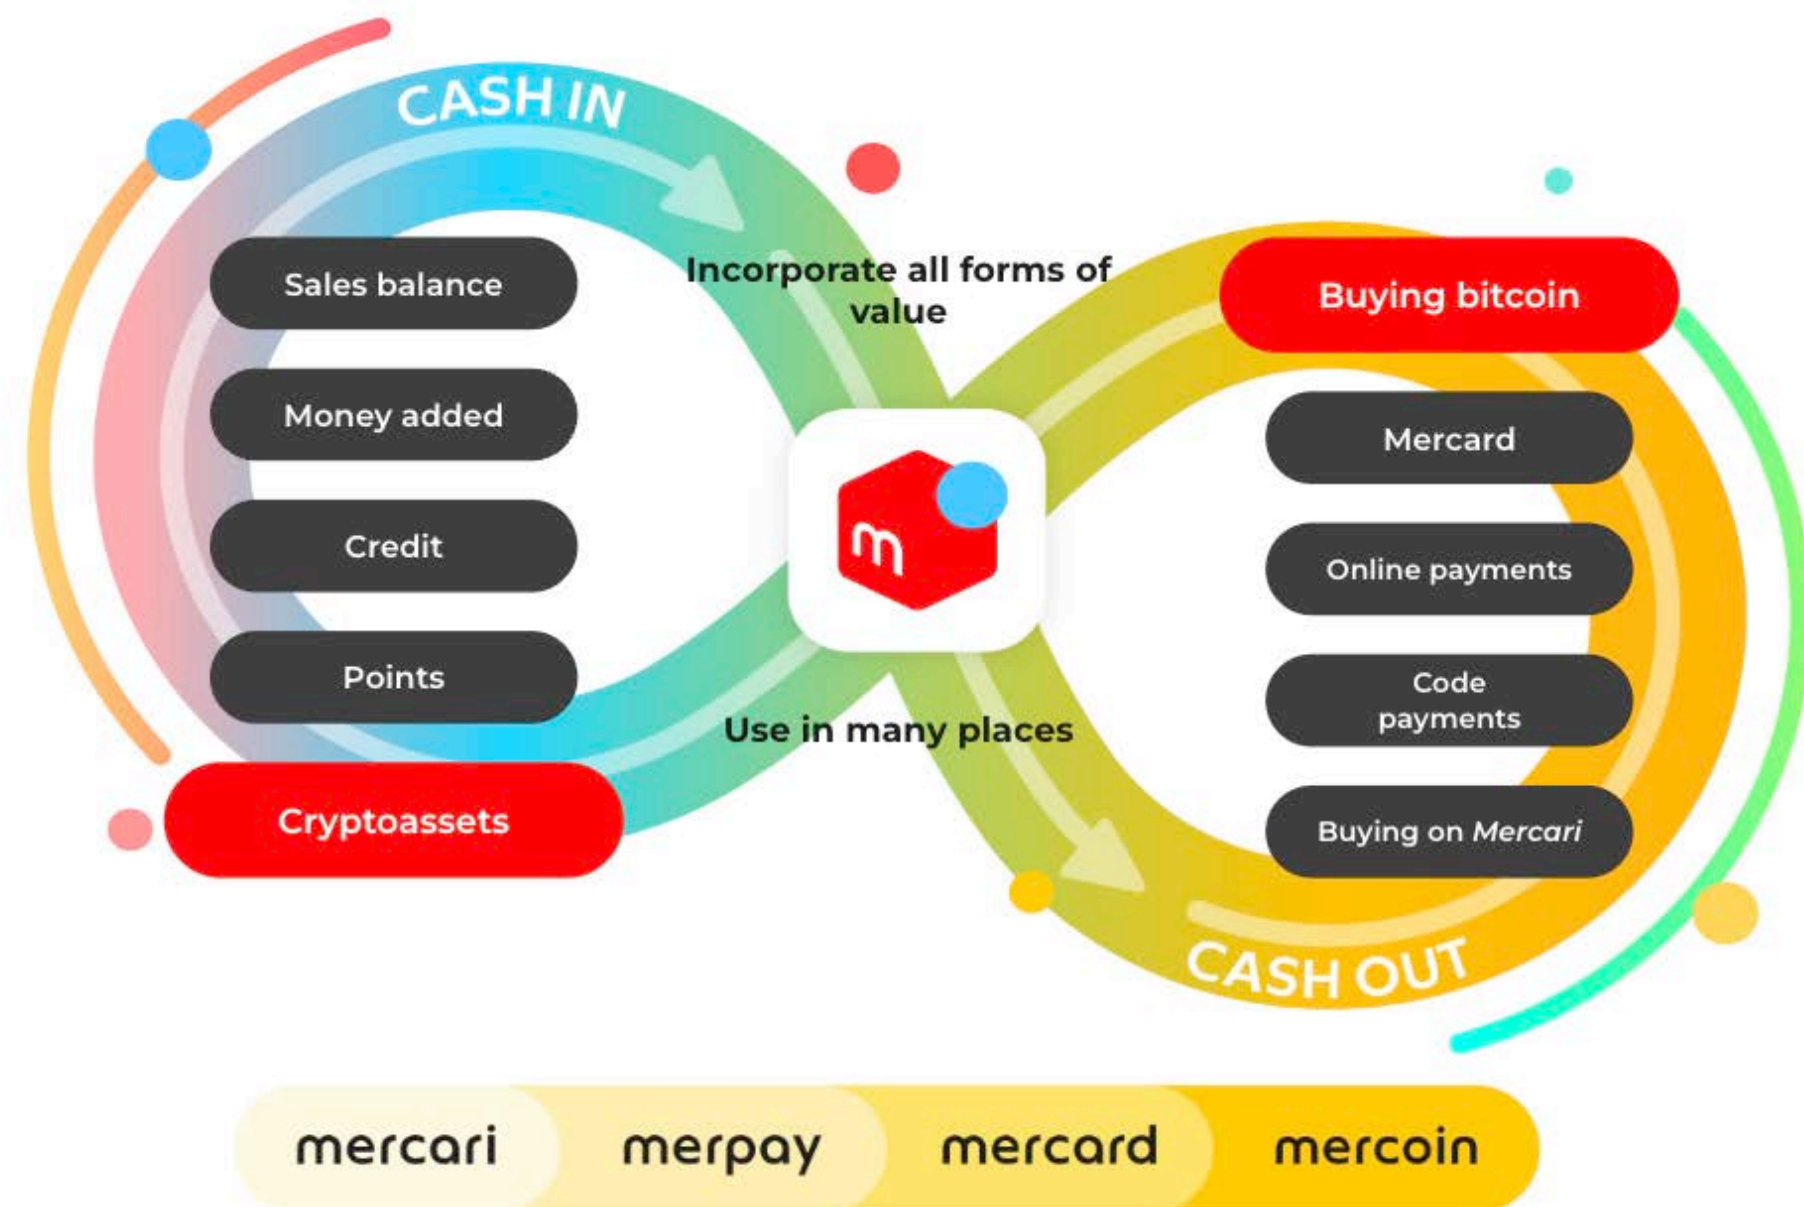 CASH IN
Sales balance
Money added
Credit
Points
Cryptoassets
Incorporate all forms of
value
m
Use in many places
Buying bitcoin
Mercard
Online payments
Code
payments
Buying on Mercari
CASH OUT
mercari
merpay
mercard
mercoin